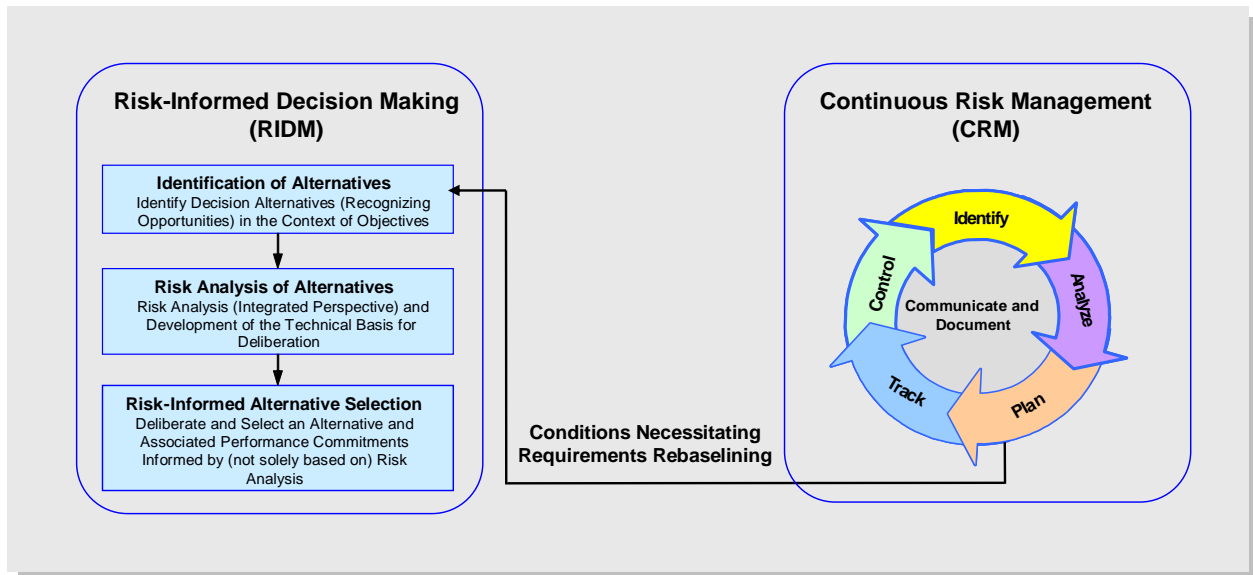 Risk-Informed Decision Making
(RIDM)
Identification of Alternatives
Identify Decision Alternatives (Recognizing
Opportunities) in the Context of Objectives
Risk Analysis of Alternatives
Risk Analysis (Integrated Perspective) and
Development of the Technical Basis for
Deliberation
Risk-Informed Alternative Selection
Deliberate and Select an Alternative and
Associated Performance Commitments
Informed by (not solely based on) Risk
Analysis
Conditions Necessitating
Requirements Rebaselining
Continuous Risk Management
(CRM)
Identify
Analyze
Plan
Track
Control
Communicate and
Document